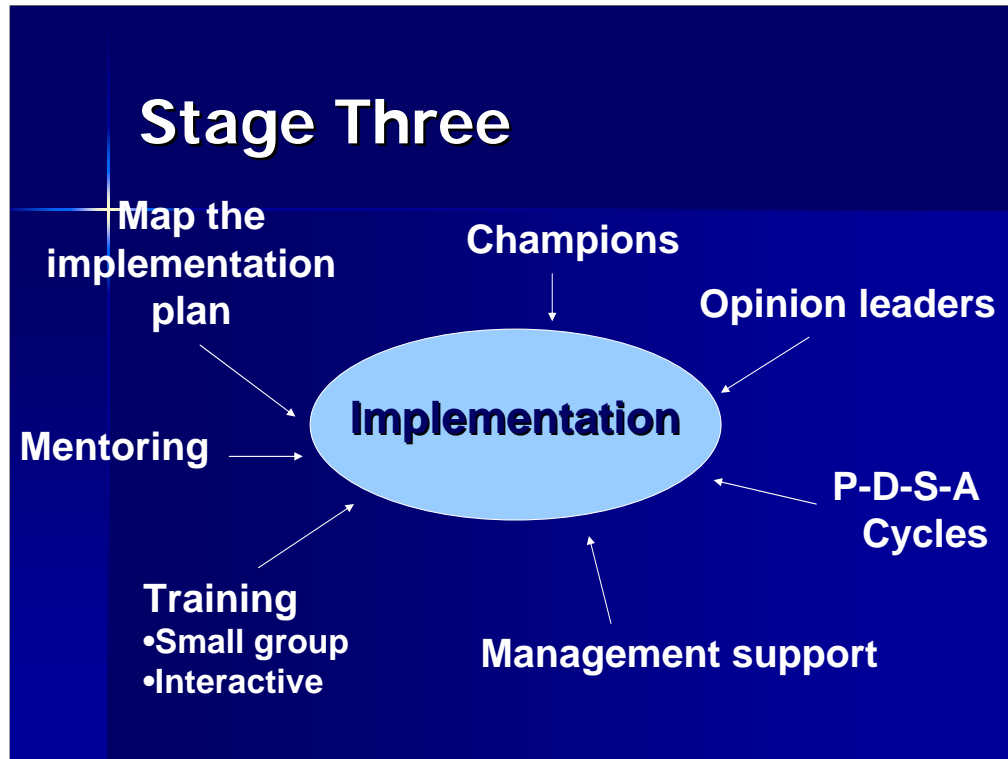 Stage Three
Map the
implementation
plan
Champions
Opinion leaders
Implementation
Mentoring
P-D-S-A
Cycles
Training
•Small group
•Interactive
Management support